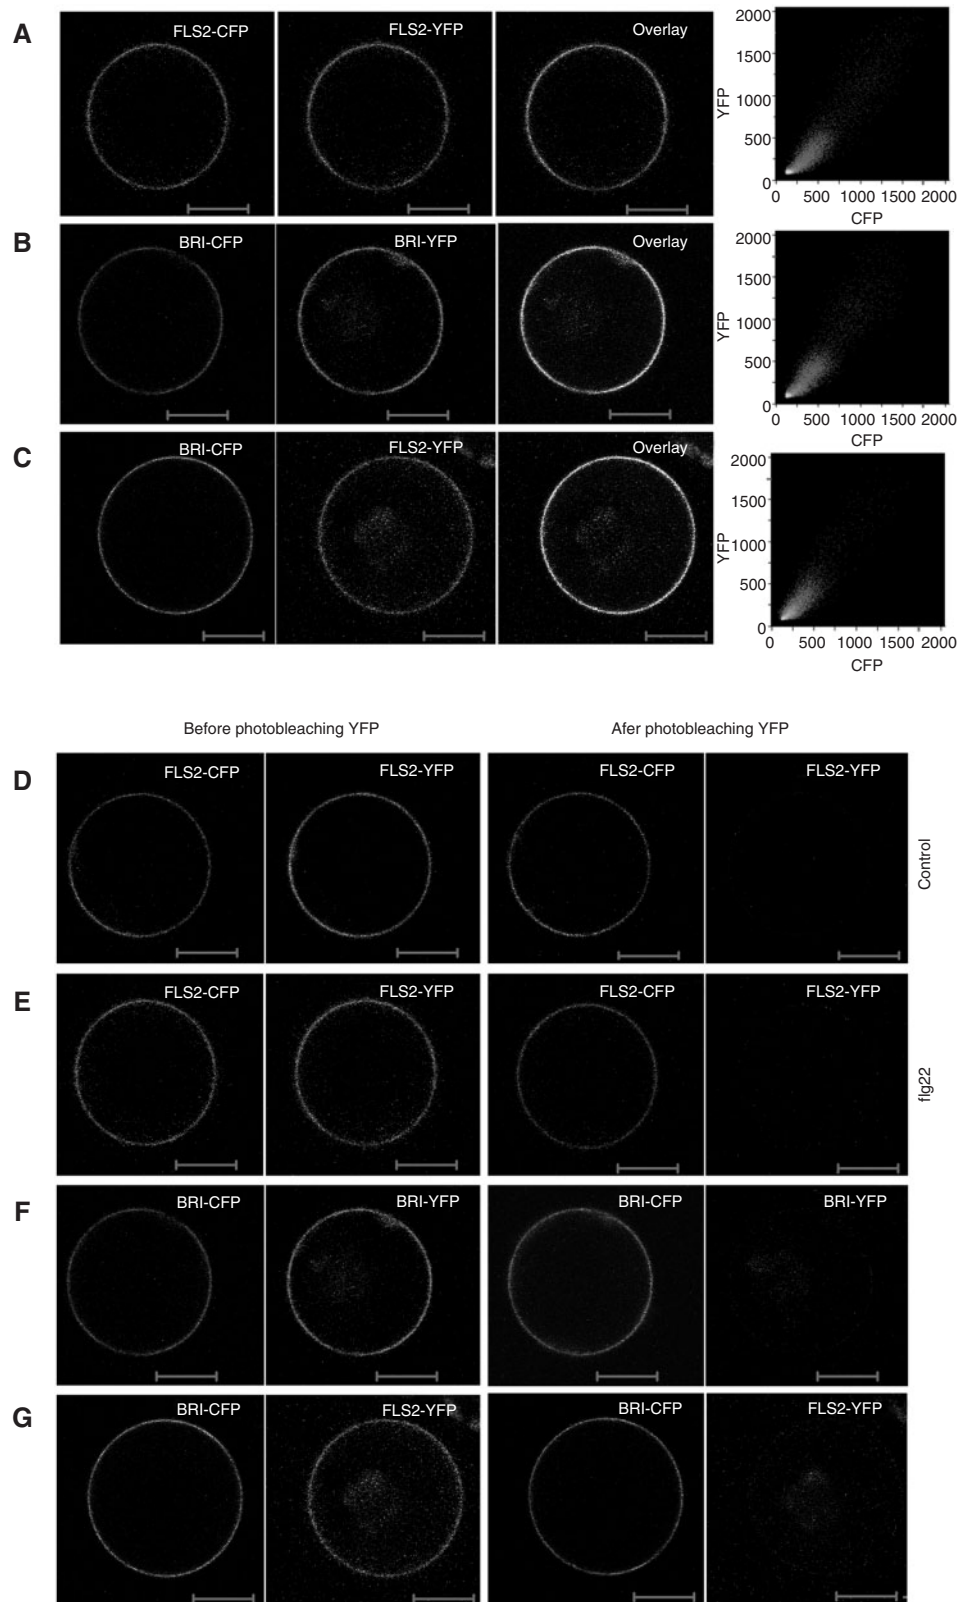 A
FLS2-CFP
FLS2-YFP
Overlay
2000
1000
500
0
YFP
0 500 1000 1500 2000
CFP
B
BRI-CFP
BRI-YFP
Overlay
2000
1500
1000
500
0
YFP
0 500 1000 1500 2000
CFP
C
BRI-CFP
FLS2-YFP
Overlay
2000
1500
1000
500
0
YFP
0 500 1000 1500 2000
CFP
Before photobleaching YFP
Afer photobleaching YFP
D
FLS2-CFP
FLS2-YFP
FLS2-CFP
FLS2-YFP
Control
E
FLS2-CFP
FLS2-YFP
FLS2-CFP
FLS2-YFP
flg22
F
BRI-CFP
BRI-YFP
BRI-CFP
BRI-YFP
G
BRI-CFP
FLS2-YFP
BRI-CFP
FLS2-YFP